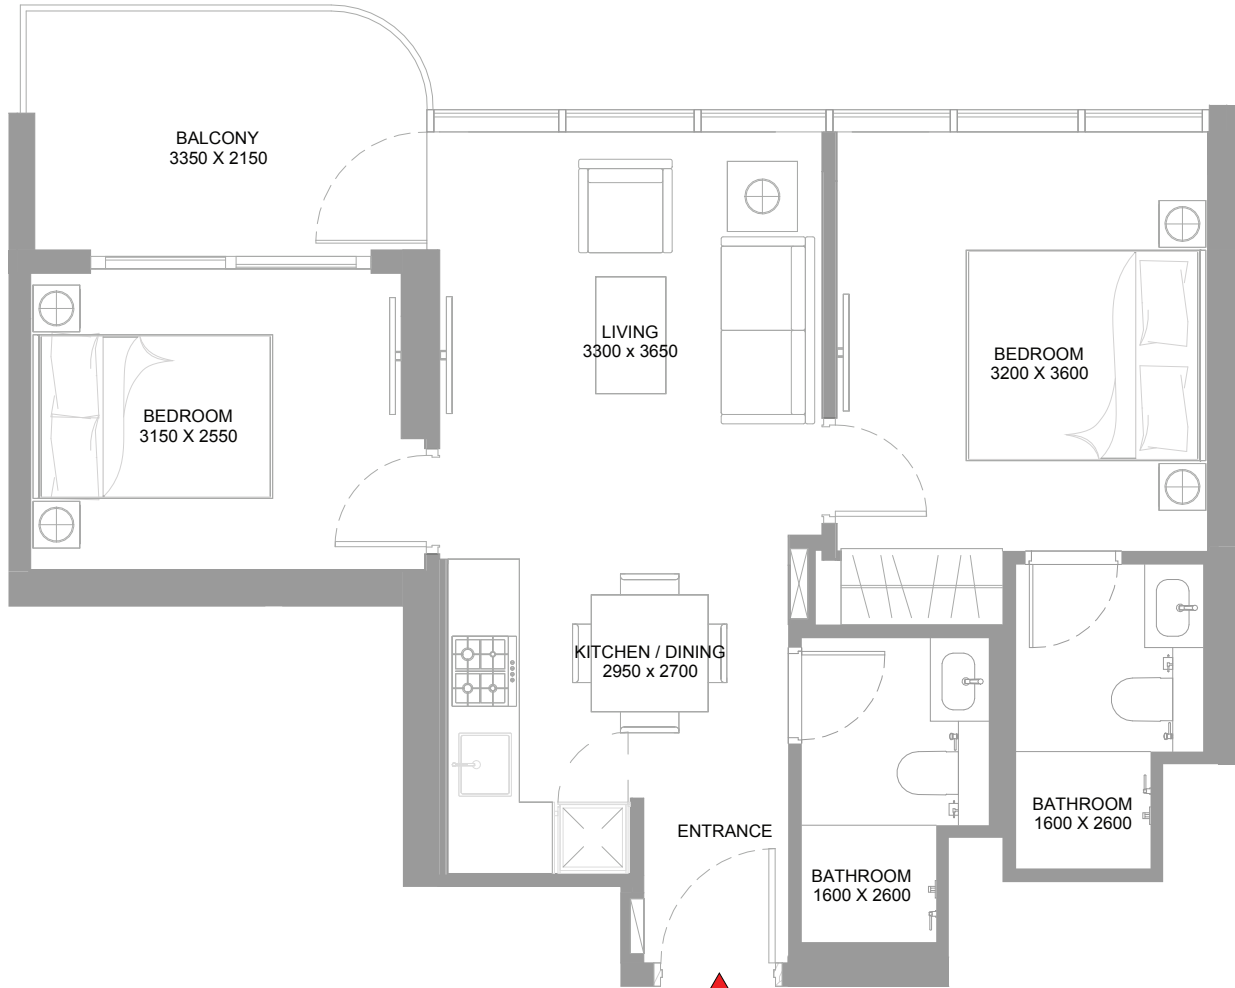 BALCONY
3350 X 2150
LIVING
3300 x 3650
BEDROOM
3200 X 3600
BEDROOM
3150 X 2550
KITCHEN / DINING
2950 x 2700
ENTRANCE
BATHROOM
1600 X 2600
BATHROOM
1600 X 2600